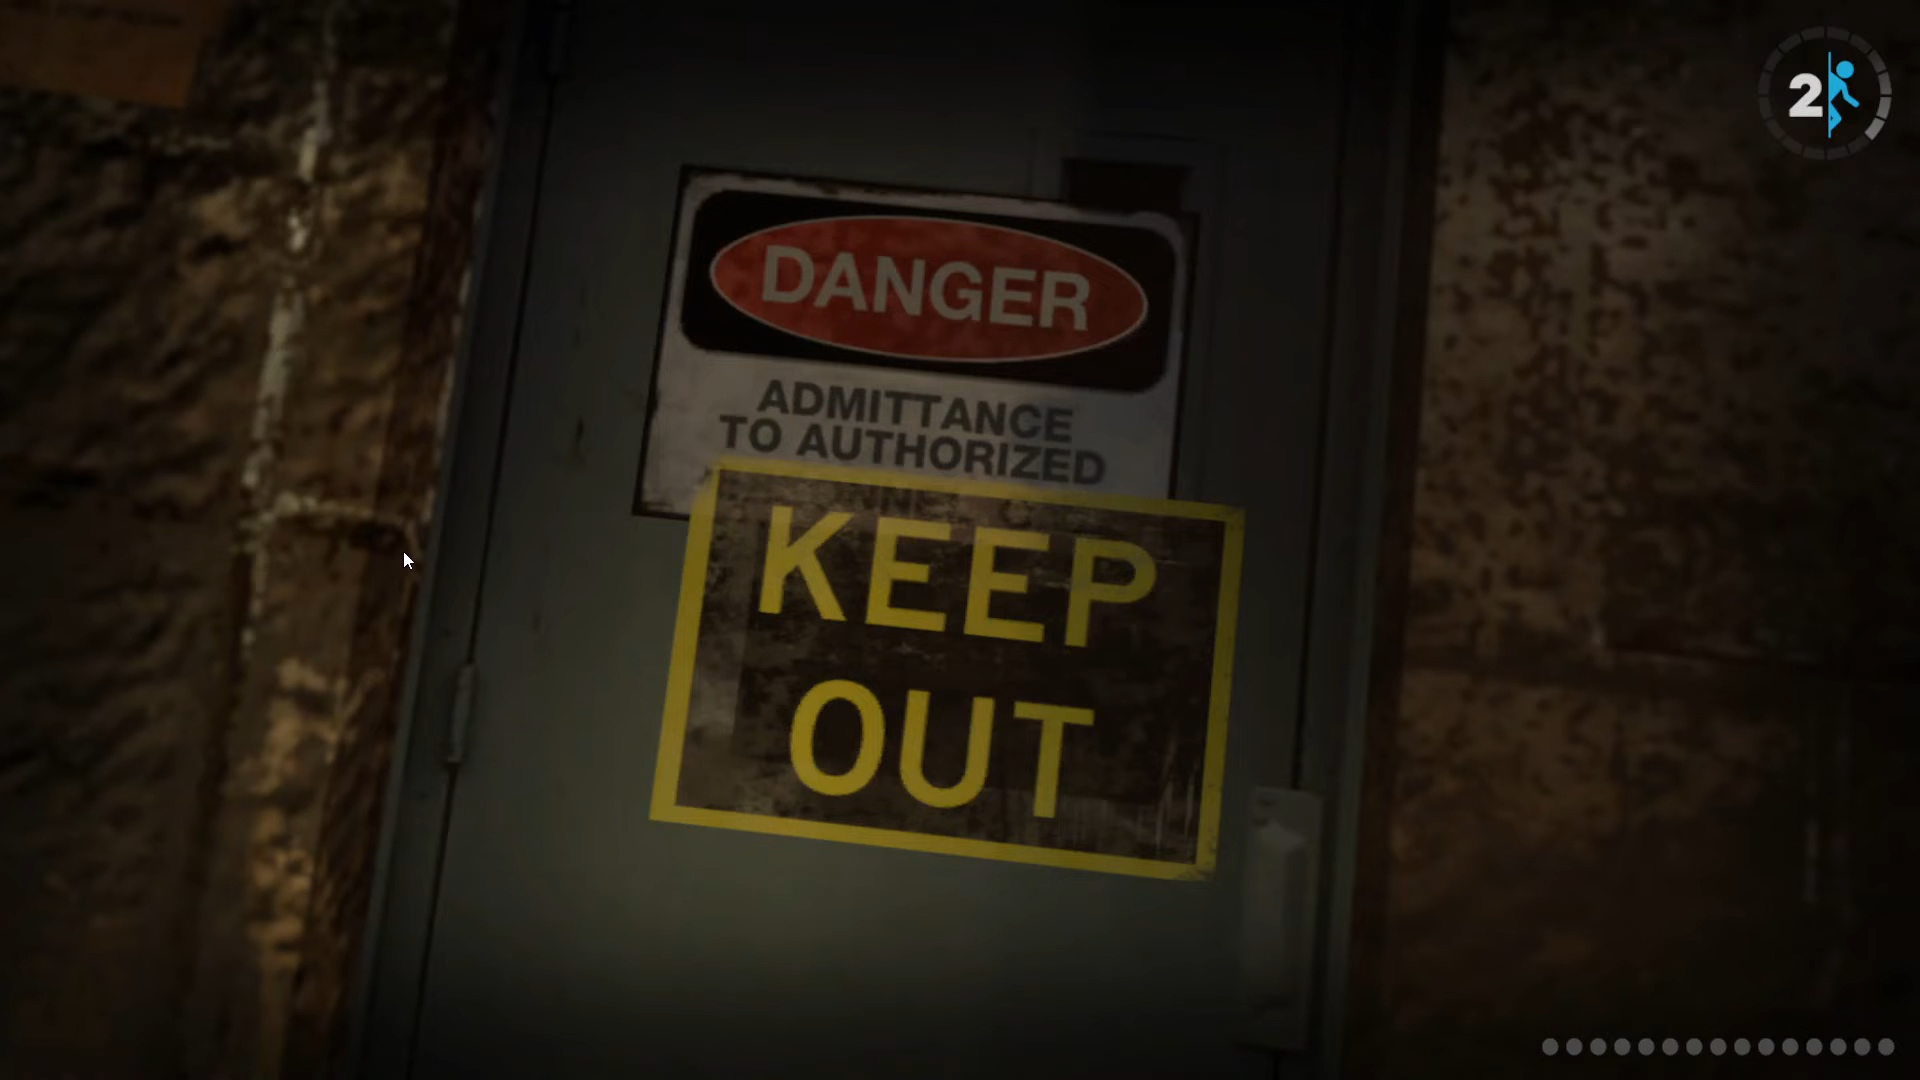 2
DANGER
ADMITTANCE
TO AUTHORIZED
KEEP
OUT